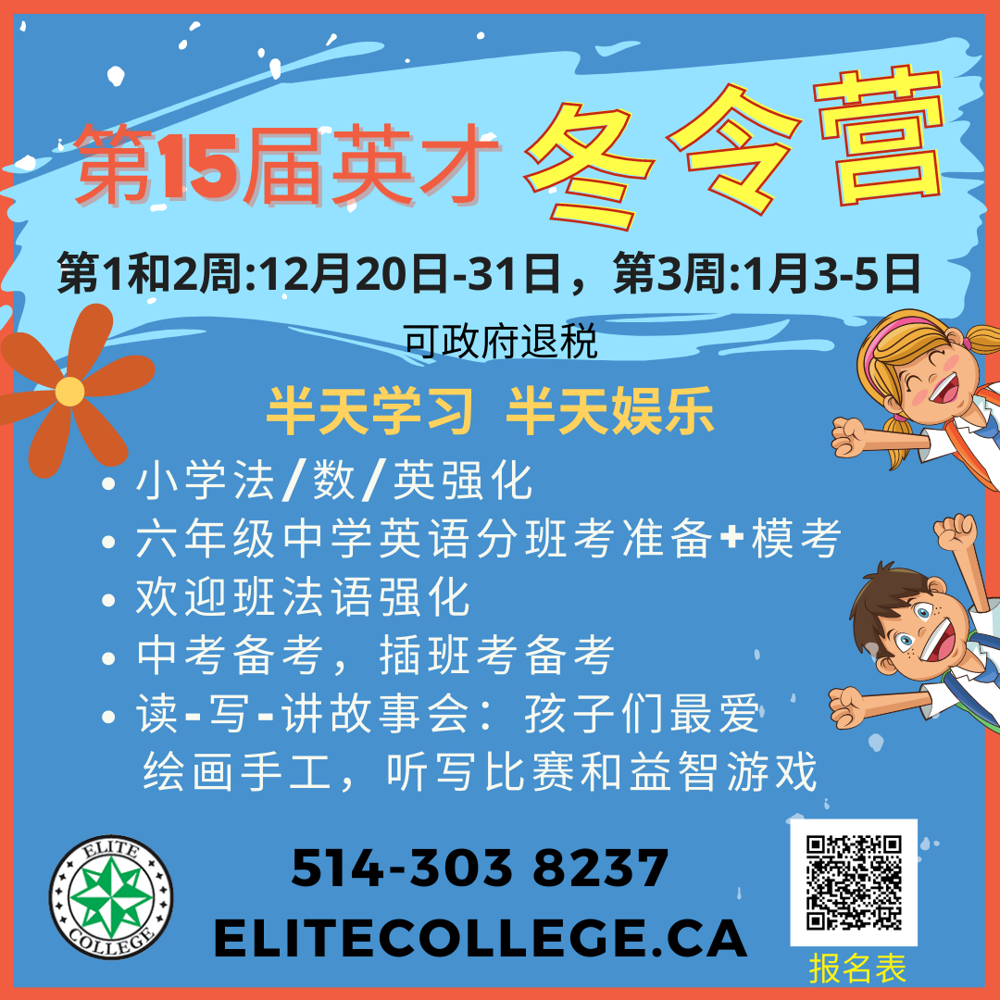 第15届英才 冬令营
第1和2周:12月20日-31日，第3周:1月3-5日
可政府退税
半天学习 半天娱乐
• 小学法/数/英强化
• 六年级中学英语分班考准备+模考
• 欢迎班法语强化
• 中考备考，插班考备考
• 读-写-讲故事会：孩子们最爱
绘画手工，听写比赛和益智游戏
ELITE
COLLEGE
514-303 8237
ELITECOLLEGE.CA
报名表